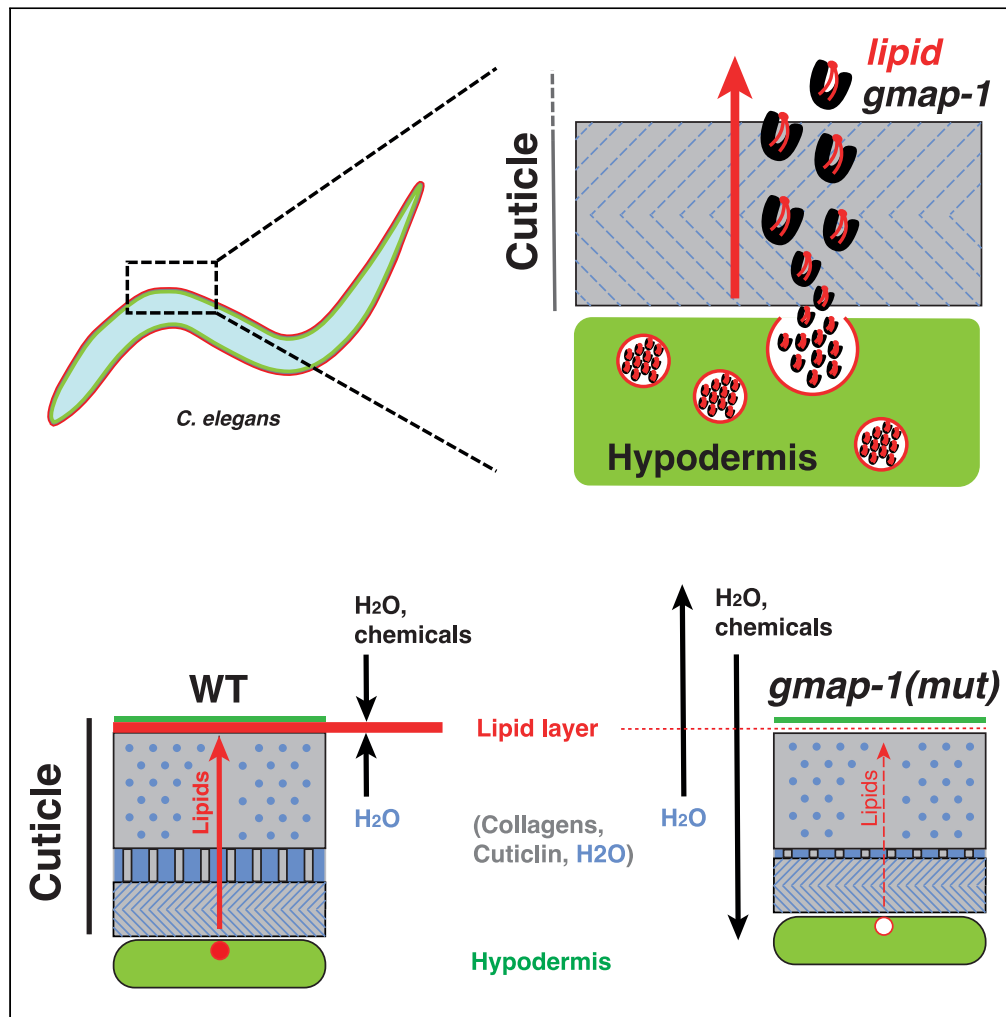 lipid
gmap-1
Cuticle
C. elegans
Hypodermis
H2O,
chemicals
H2O,
chemicals
WT
gmap-1(mut)
Lipid layer
Cuticle
Lipids
H2O
(Collagens,
Cuticlin, H2O)
H2O
Lipids
Hypodermis